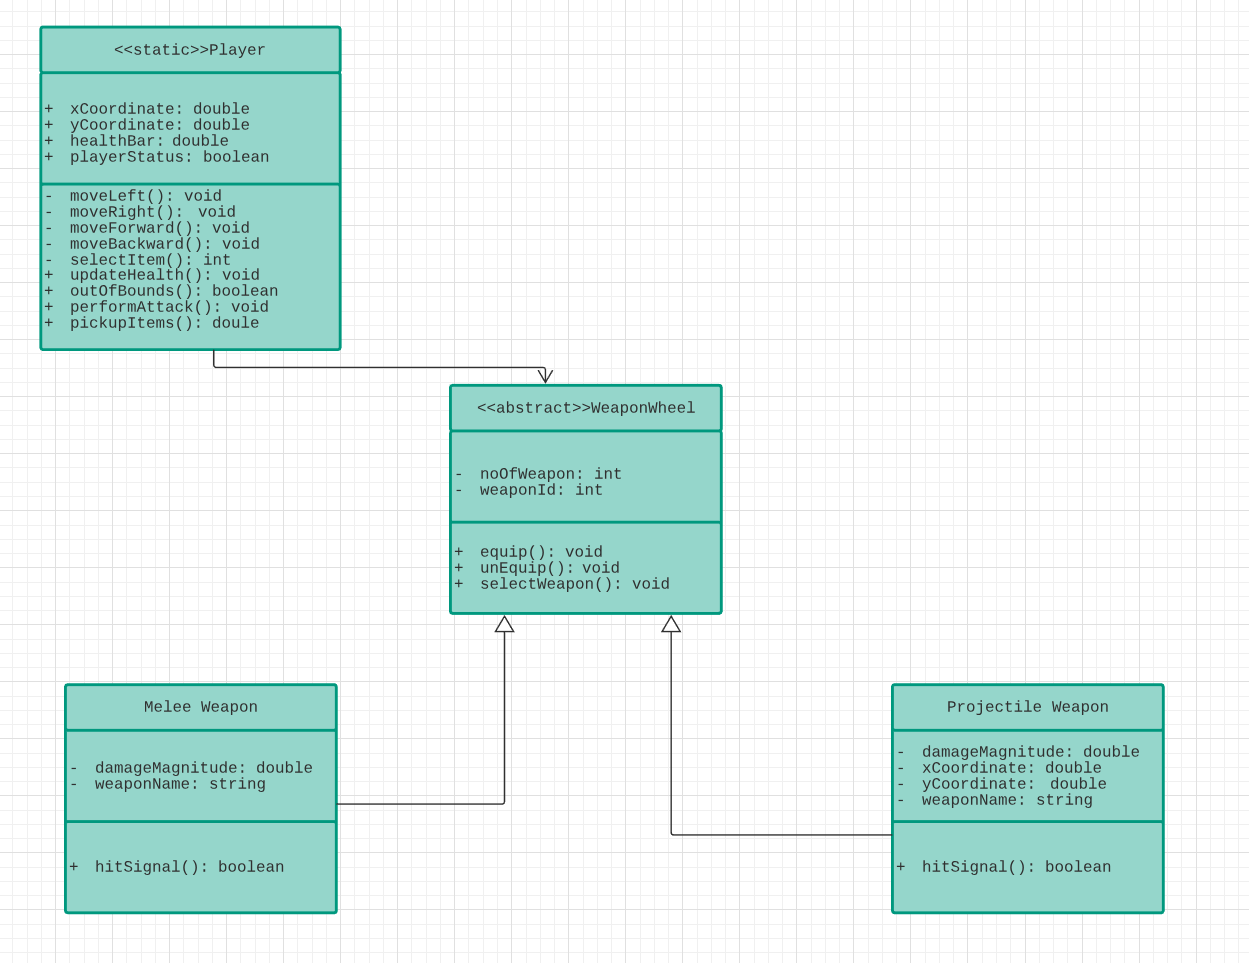 <<static>>Player
+ xCoordinate: double
+ yCoordinate: double
+ healthBar: double
+ playerStatus: boolean
- moveLeft(): void
- moveRight(): void
- moveForward(): void
- moveBackward(): void
- selectItem(): int
+ updateHealth(): void
+ outOfBounds(): boolean
+ performAttack(): void
+ pickupItems(): doule
<<abstract>>WeaponWheel
- noOfWeapon: int
- weaponId: int
+ equip(): void
+ unEquip(): void
+ selectWeapon(): void
Melee Weapon
- damageMagnitude: double
- weaponName: string
+ hitSignal(): boolean
Projectile Weapon
- damageMagnitude: double
- xCoordinate: double
- yCoordinate: double
- weaponName: string
+ hitSignal(): boolean